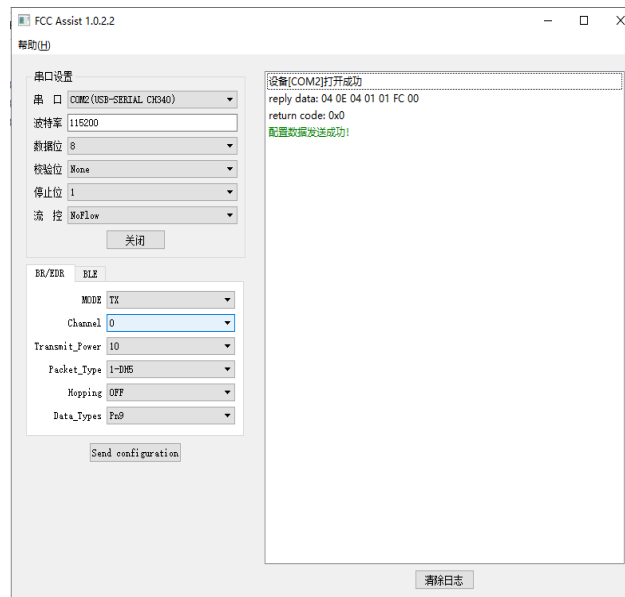 FCC Assist 1.0.2.2
帮助(H)
串口设置
串 口 COM2(USB-SERIAL CH340)
波特率 115200
数据位 8
校验位 None
停止位 1
流 控 NoFlow
关闭
BR/EDR BLE
MODE TX
Channel 0
Transmit_Power 10
Packet_Type 1-DH5
Hopping OFF
Data_Types Pn9
Send configuration
设备[COM2]打开成功
reply data: 04 0E 04 01 01 FC 00
return code: 0x0
配置数据发送成功!
清除日志